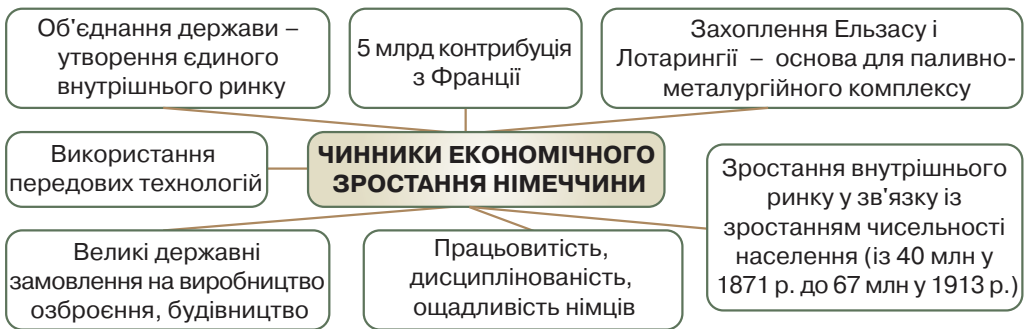 Об'єднання держави –
утворення єдиного
внутрішнього ринку
5 млрд контрибуція
з Франції
Захоплення Ельзасу і
Лотарингії – основа для паливно-
металургійного комплексу
Використання
передових технологій
ЧИННИКИ ЕКОНОМІЧНОГО
ЗРОСТАННЯ НІМЕЧЧИНИ
Зростання внутрішнього
ринку у зв'язку із
зростанням чисельності
населення (із 40 млн у
1871 р. до 67 млн у 1913 р.)
Великі державні
замовлення на виробництво
озброєння, будівництво
Працьовитість,
дисциплінованість,
ощадливість німців